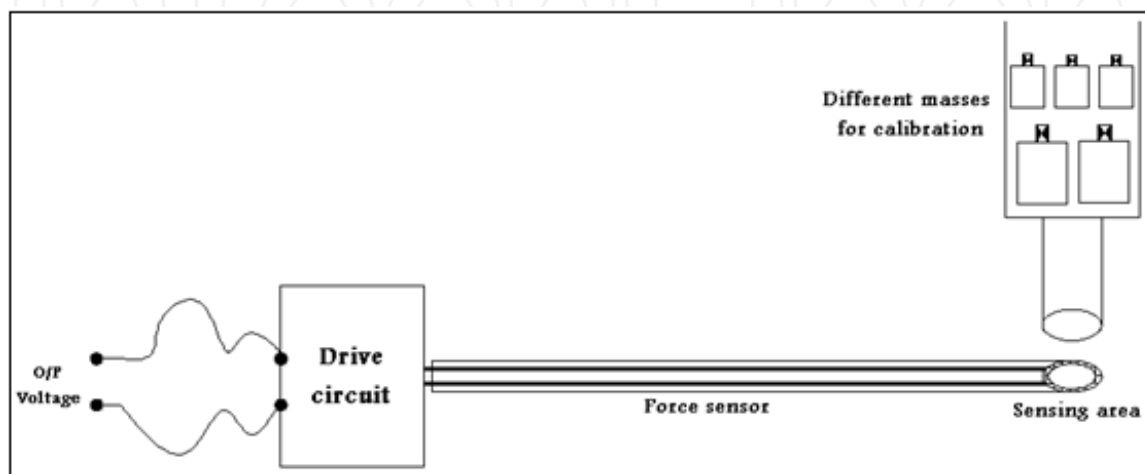 Different masses
for calibration
Drive
circuit
O/P
Voltage
Force sensor
Sensing area